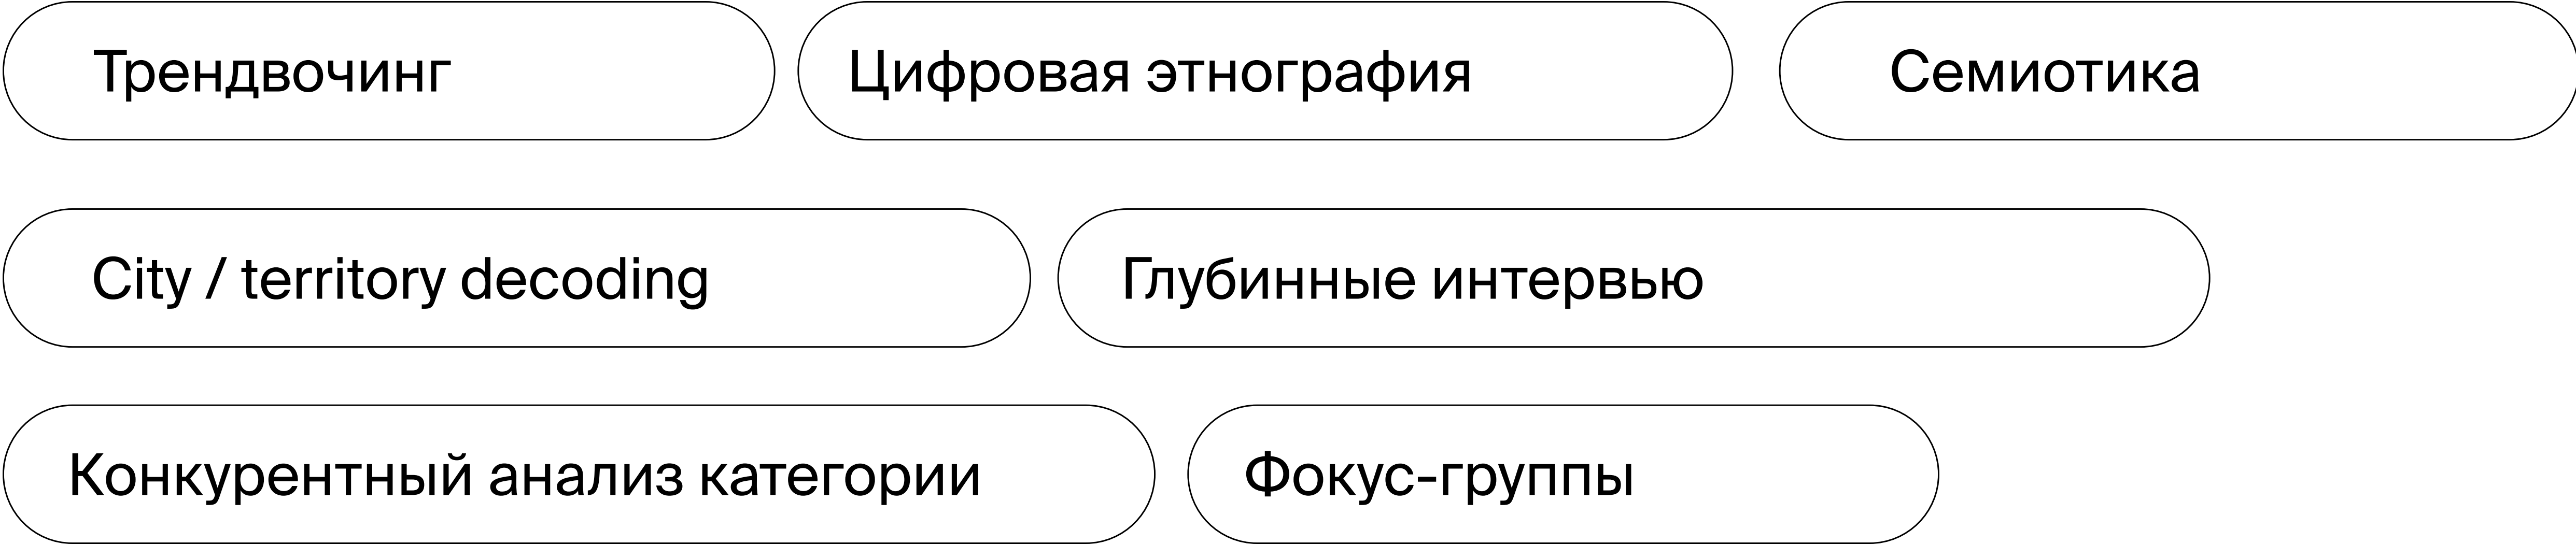 Трендвочинг
Цифровая этнография
Семиотика
City / territory decoding
Глубинные интервью
Конкурентный анализ категории
Фокус-группы